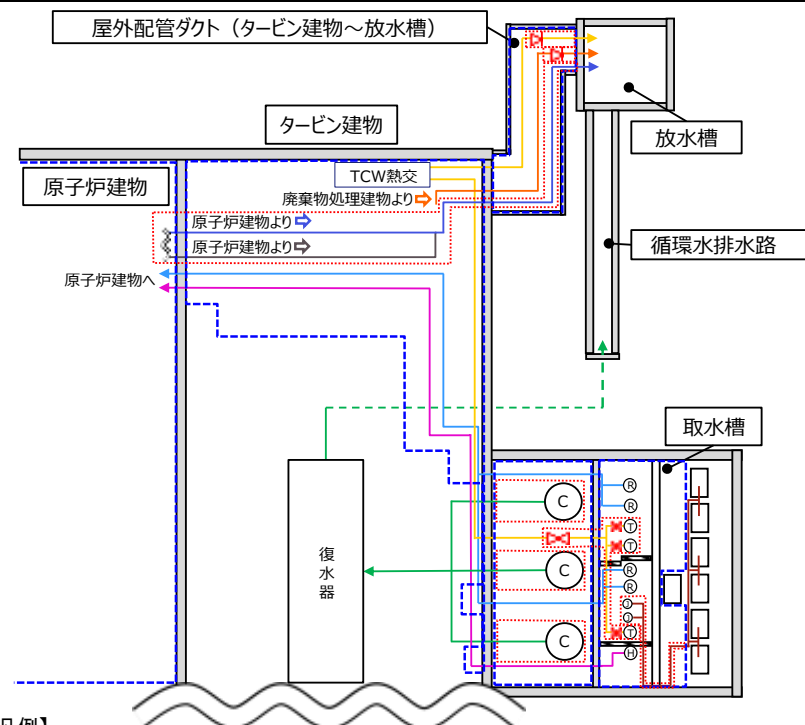 屋外配管ダクト（タービン建物～放水槽）
タービン建物
放水槽
原子炉建物
TCW熱交
廃棄物処理建物より
原子炉建物より
原子炉建物より
循環水排水路
原子炉建物へ
取水槽
C
R
R
T
T
C
復水器
R
R
J
J
C
T
H